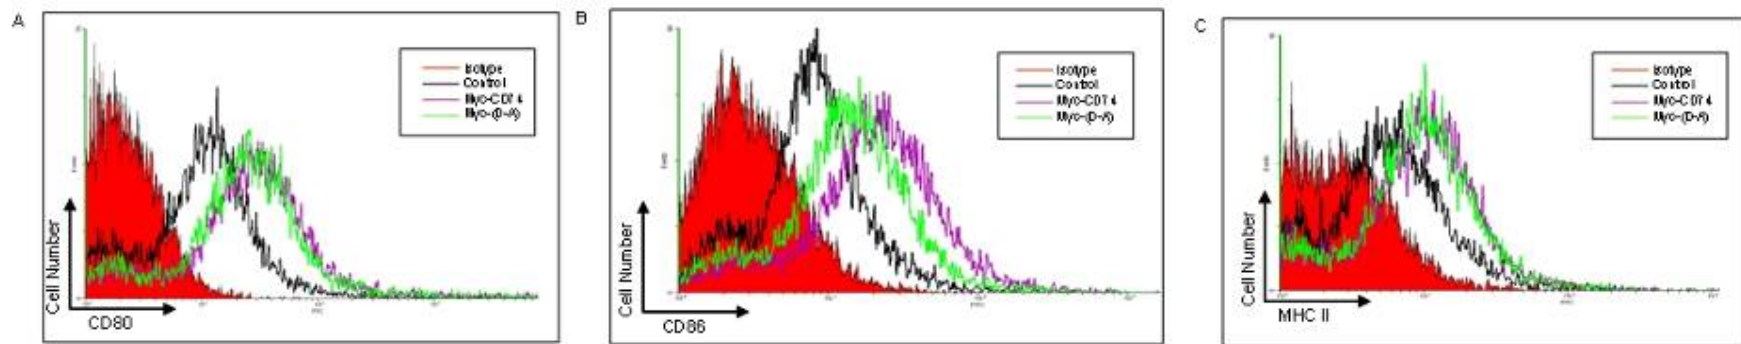 A
Isotype
Control
Myc-CD74
Myc-(D-A)
Cell Number
CD80
B
Isotype
Control
Myc-CD74
Myc-(D-A)
Cell Number
CD86
C
Isotype
Control
Myc-CD74
Myc-(D-A)
Cell Number
MHC II